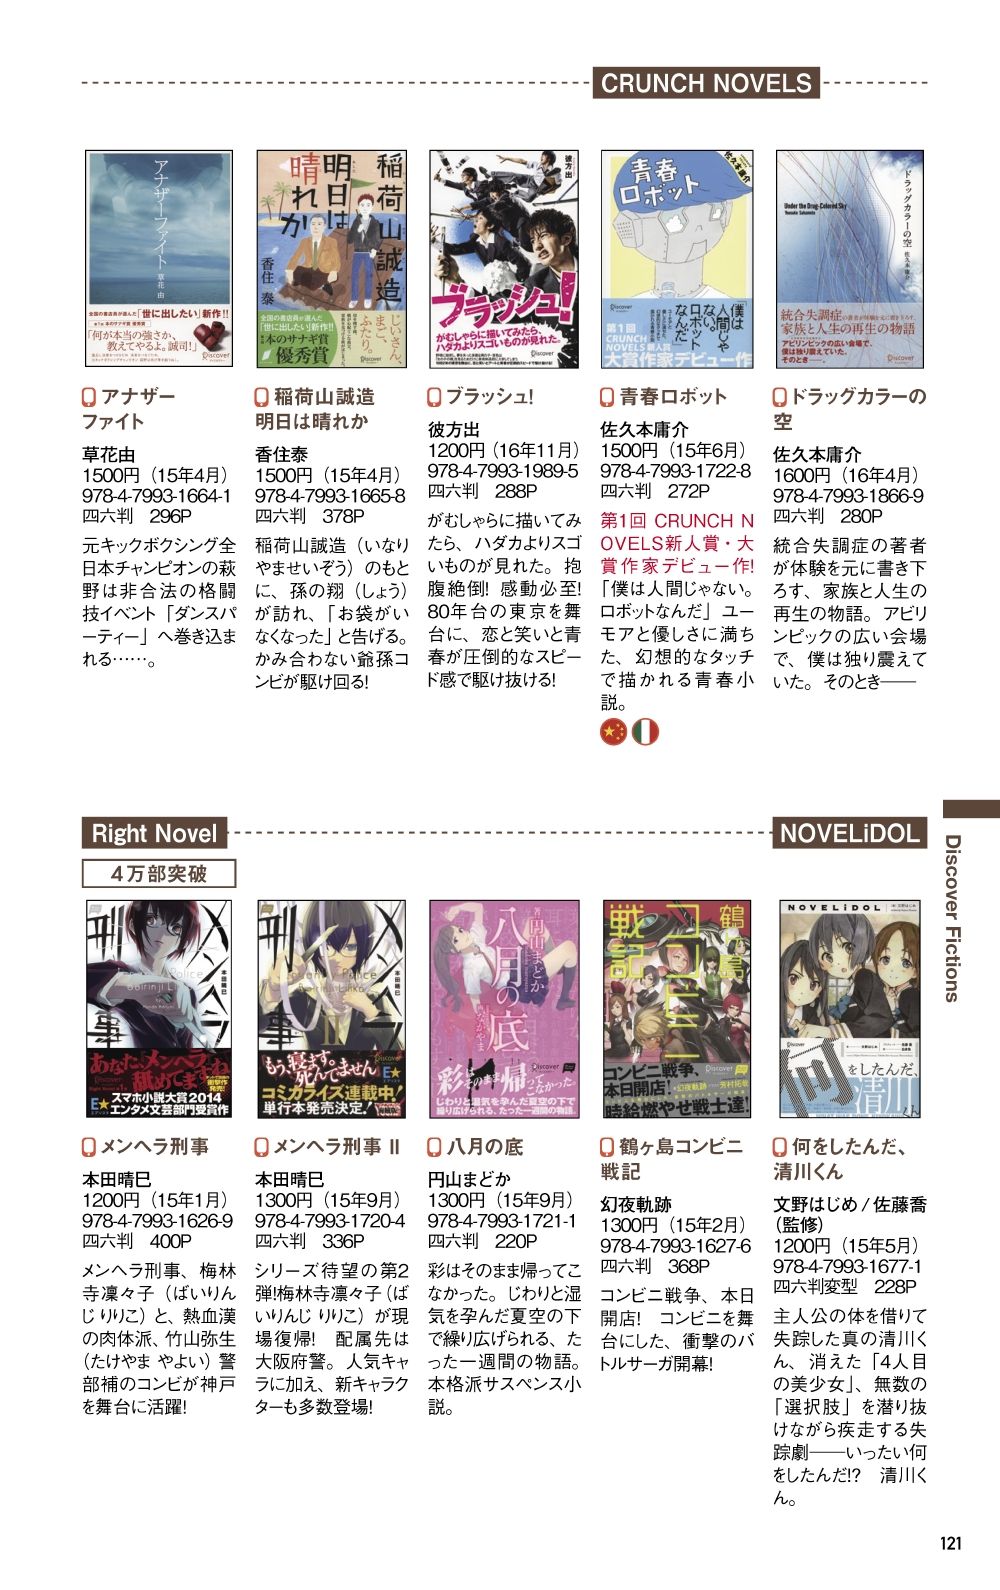 CRUNCH NOVELS
アナザーファイト
草花 由
全国の書店員が選んだ「世に出したい」新作!!
「何が本当の強さか、
教えてやるよ。誠司!」
稲荷山誠造
明日は
晴れか
香住 泰
じいさん、
まご、
ふたり。
全国の書店員が選んだ
「世に出したい」新作!!
本のサナギ賞
優秀賞
彼方出
ブラッシュ!
がむしゃらに描いてみたら、
ハダカよりスゴいものが見れた。
青春
ロボット
佐久本庸介
「僕は
人間じゃ
ない。
ロボット
なんだ」
第1回
CRUNCH
NOVELS新人賞
大賞作家デビュー作
ドラッグカラーの空
佐久本庸介
Under the Drug-Colored Sky
Yousuke Sakumoto
統合失調症の著者が体験を元に書き下ろす、
家族と人生の再生の物語
アビリンピックの広い会場で、
僕は独り震えていた。
そのとき――。
アナザー
ファイト
草花由
1500円（15年4月）
978-4-7993-1664-1
四六判　296P
元キックボクシング全
日本チャンピオンの萩
野は非合法の格闘
技イベント「ダンスパ
ーティー」へ巻き込ま
れる……。
稲荷山誠造
明日は晴れか
香住泰
1500円（15年4月）
978-4-7993-1665-8
四六判　378P
稲荷山誠造（いなり
やませいぞう）のもと
に、孫の翔（しょう）
が訪れ、「お袋がい
なくなった」と告げる。
かみ合わない爺孫コ
ンビが駆け回る!
ブラッシュ!
彼方出
1200円（16年11月）
978-4-7993-1989-5
四六判　288P
がむしゃらに描いてみ
たら、ハダカよりスゴ
いものが見れた。抱
腹絶倒! 感動必至!
80年台の東京を舞
台に、恋と笑いと青
春が圧倒的なスピー
ド感で駆け抜ける!
青春ロボット
佐久本庸介
1500円（15年6月）
978-4-7993-1722-8
四六判　272P
第1回 CRUNCH N
OVELS新人賞・大
賞作家デビュー作!
「僕は人間じゃない。
ロボットなんだ」ユー
モアと優しさに満ち
た、幻想的なタッチ
で描かれる青春小
説。
ドラッグカラーの
空
佐久本庸介
1600円（16年4月）
978-4-7993-1866-9
四六判　280P
統合失調症の著者
が体験を元に書き下
ろす、家族と人生の
再生の物語。アビリ
ンピックの広い会場
で、僕は独り震えて
いた。そのとき――
Right Novel
NOVELiDOL
4万部突破
Discover Fictions
メンヘラ刑事
本田晴巳
あなた、「メンヘラ」
舐めてますね
スマホ小説大賞2014
エンタメ文芸部門受賞作
メンヘラ刑事
II
本田晴巳
もう、寝ます。
死んでません
コミカライズ連載中!
単行本発売決定!
八月の底
円山まどか
彩はそのまま帰ってこなかった。
じわりと湿気を孕んだ夏空の下で
繰り広げられる、たった一週間の物語。
鶴ヶ島
コンビニ
戦記
コンビニ戦争、
本日開店!
時給燃やせ戦士達!
NOVELiDOL
何をしたんだ、
清川くん
メンヘラ刑事
本田晴巳
1200円（15年1月）
978-4-7993-1626-9
四六判　400P
メンヘラ刑事、梅林
寺凛々子（ばいりん
じ りりこ）と、熱血漢
の肉体派、竹山弥生
（たけやま やよい）警
部補のコンビが神戸
を舞台に活躍!
メンヘラ刑事 II
本田晴巳
1300円（15年9月）
978-4-7993-1720-4
四六判　336P
シリーズ待望の第2
弾!梅林寺凛々子（ば
いりんじ りりこ）が現
場復帰!　配属先は
大阪府警。人気キャ
ラに加え、新キャラク
ターも多数登場!
八月の底
円山まどか
1300円（15年9月）
978-4-7993-1721-1
四六判　220P
彩はそのまま帰ってこ
なかった。じわりと湿
気を孕んだ夏空の下
で繰り広げられる、た
った一週間の物語。
本格派サスペンス小
説。
鶴ヶ島コンビニ
戦記
幻夜軌跡
1300円（15年2月）
978-4-7993-1627-6
四六判　368P
コンビニ戦争、本日
開店!　コンビニを舞
台にした、衝撃のバ
トルサーガ開幕!
何をしたんだ、
清川くん
文野はじめ / 佐藤喬
（監修）
1200円（15年5月）
978-4-7993-1677-1
四六判変型　228P
主人公の体を借りて
失踪した真の清川く
ん、消えた「4人目
の美少女」、無数の
「選択肢」を潜り抜
けながら疾走する失
踪劇――いったい何
をしたんだ!?　清川く
ん。
121